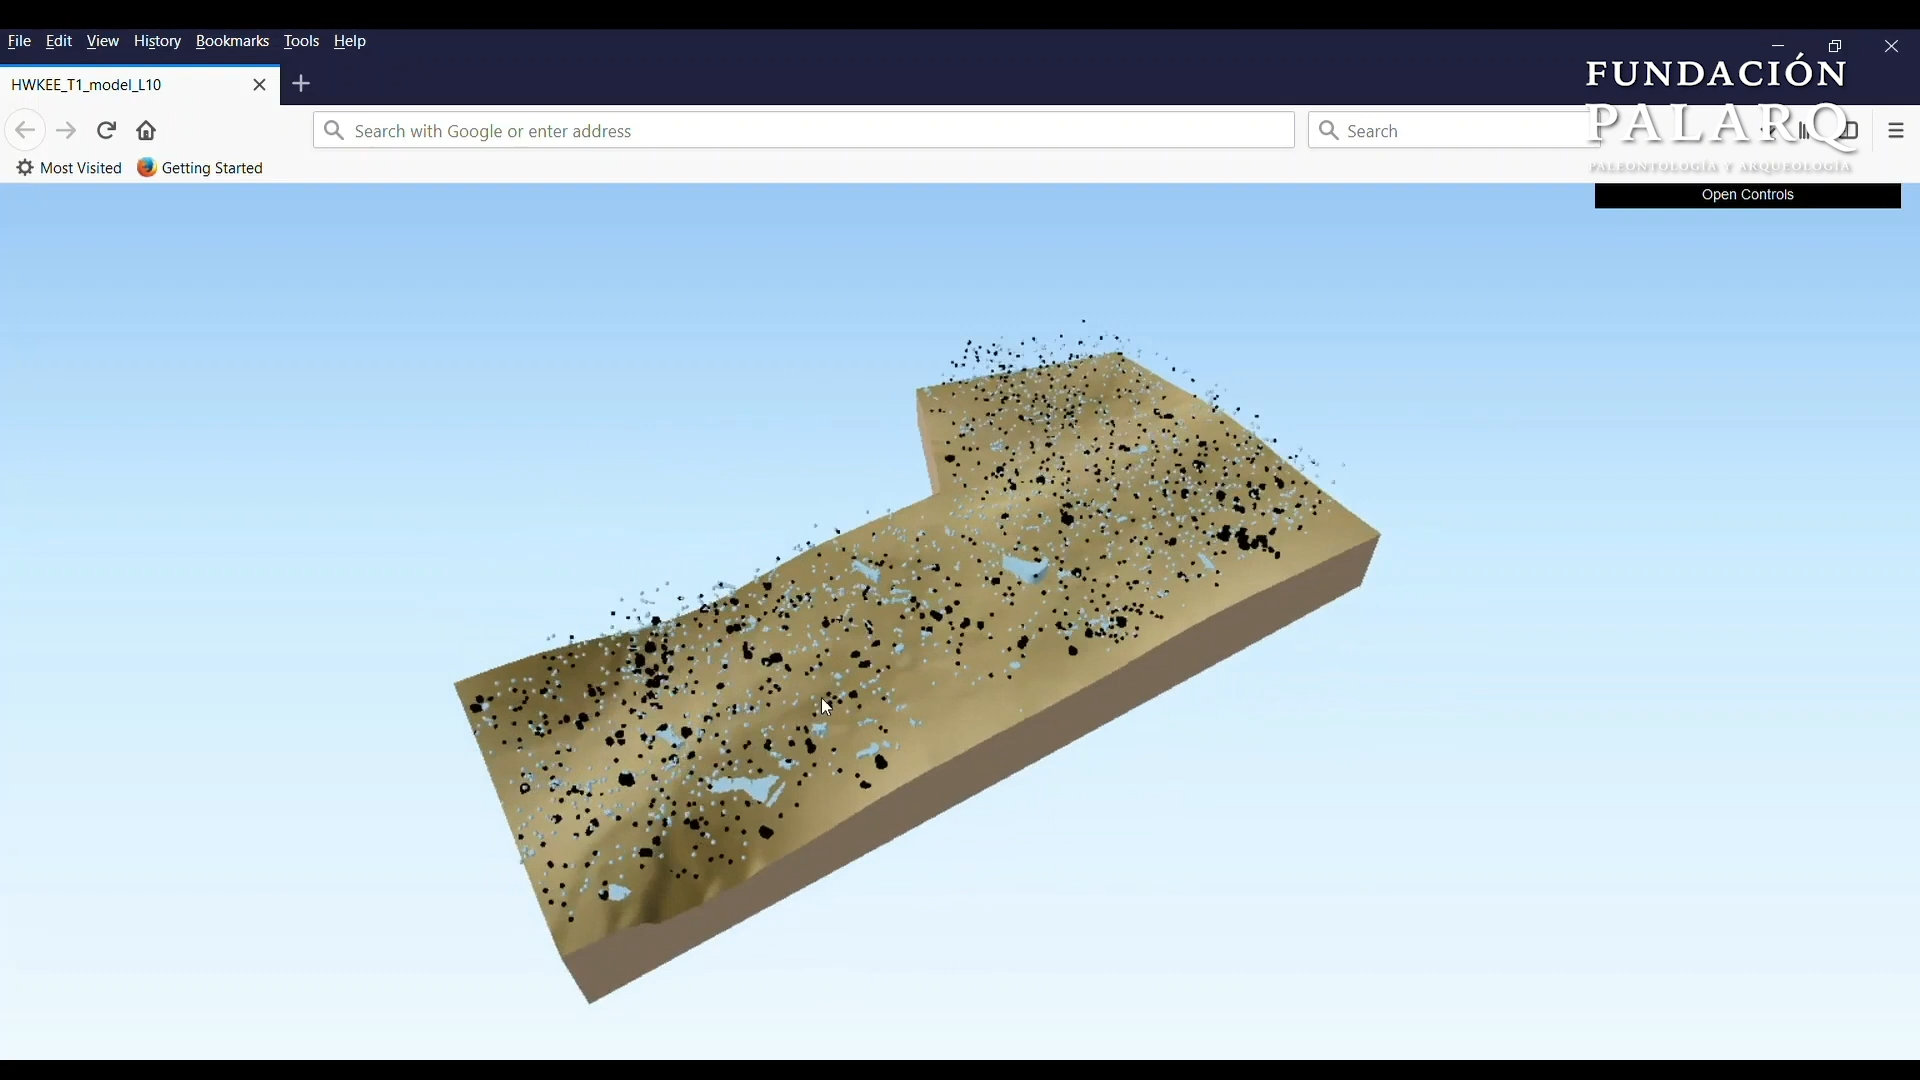 File Edit View History Bookmarks Tools Help
HWKEE_T1_model_L10
FUNDACIÓN
PALARQ
PALEONTOLOGÍA Y ARQUEOLOGÍA
Search with Google or enter address
Search
Most Visited Getting Started
Open Controls